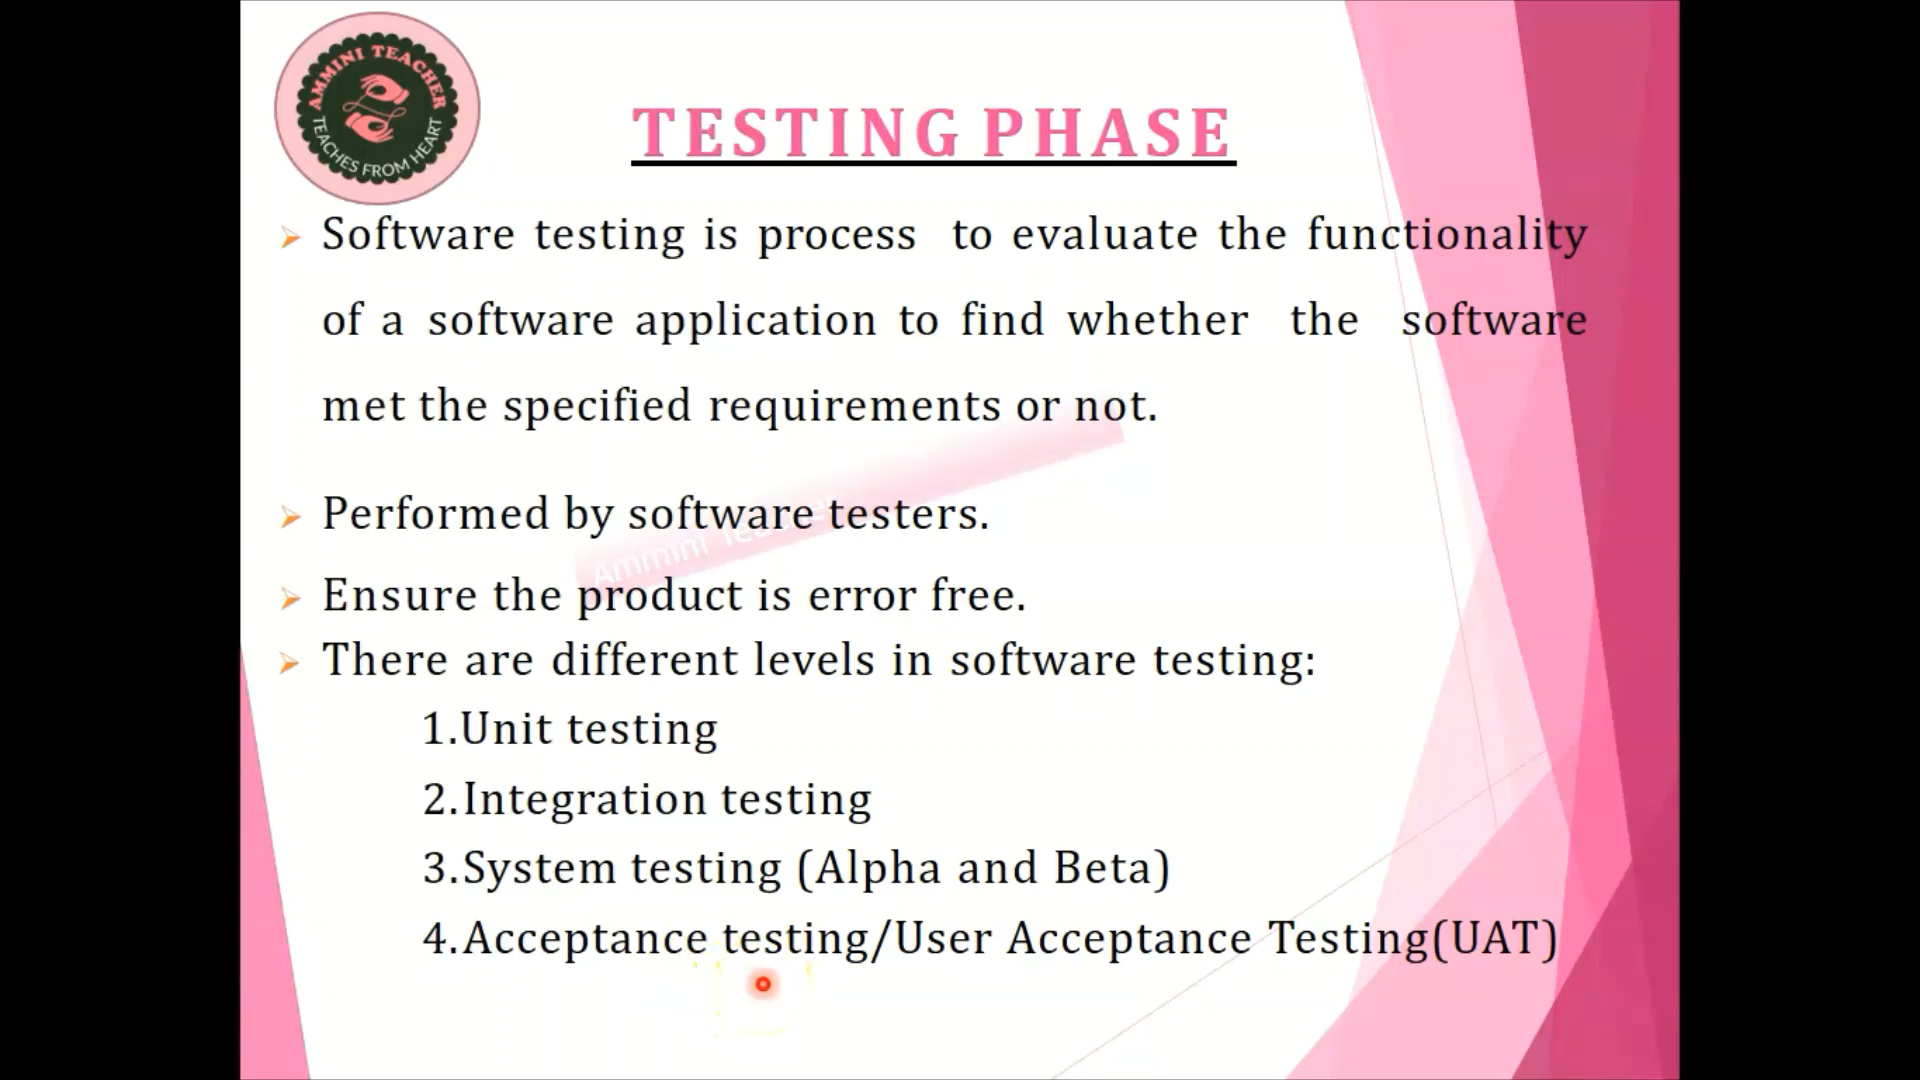 AMMINI TEACHER
TEACHES FROM HEART
TESTING PHASE
Software testing is process to evaluate the functionality
of a software application to find whether the software
met the specified requirements or not.
Performed by software testers.
Ammini Teacher
Ensure the product is error free.
There are different levels in software testing:
1.Unit testing
2.Integration testing
3.System testing (Alpha and Beta)
4.Acceptance testing/User Acceptance Testing(UAT)